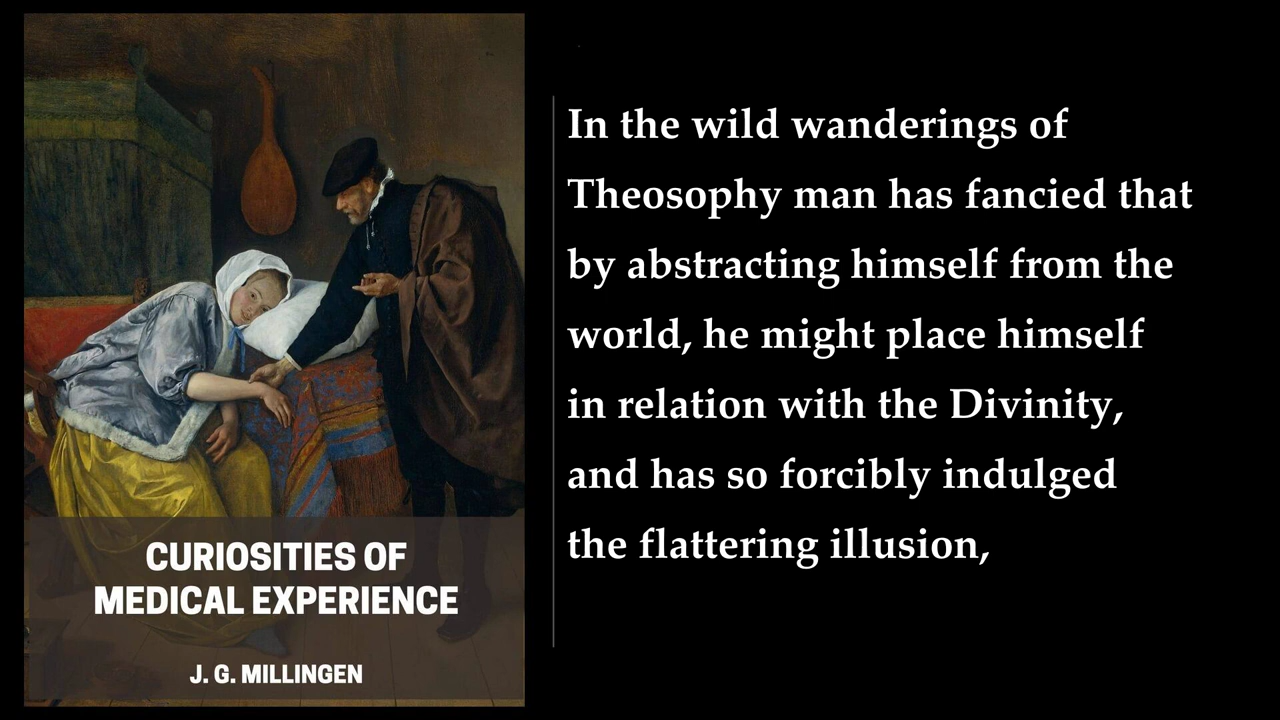 CURIOSITIES OF
MEDICAL EXPERIENCE
J. G. MILLINGEN
In the wild wanderings of
Theosophy man has fancied that
by abstracting himself from the
world, he might place himself
in relation with the Divinity,
and has so forcibly indulged
the flattering illusion,